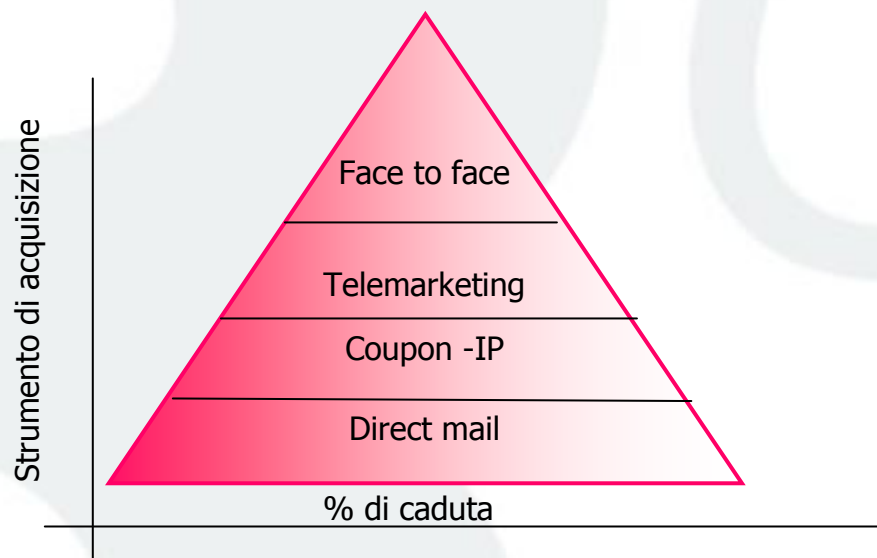 Strumento di acquisizione
Face to face
Telemarketing
Coupon -IP
Direct mail
% di caduta